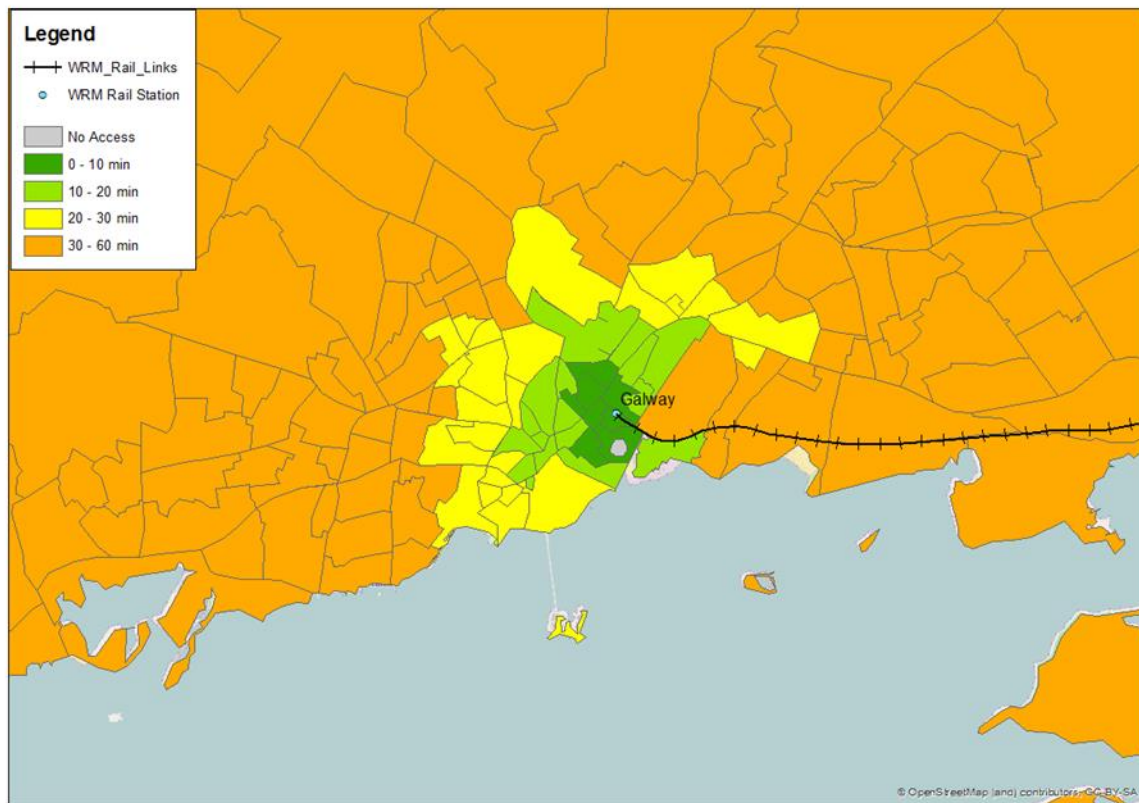 Legend
WRM_Rail_Links
WRM Rail Station
No Access
0 - 10 min
10 - 20 min
20 - 30 min
30 - 60 min
Galway
© OpenStreetMap (and) contributors, CC-BY-SA